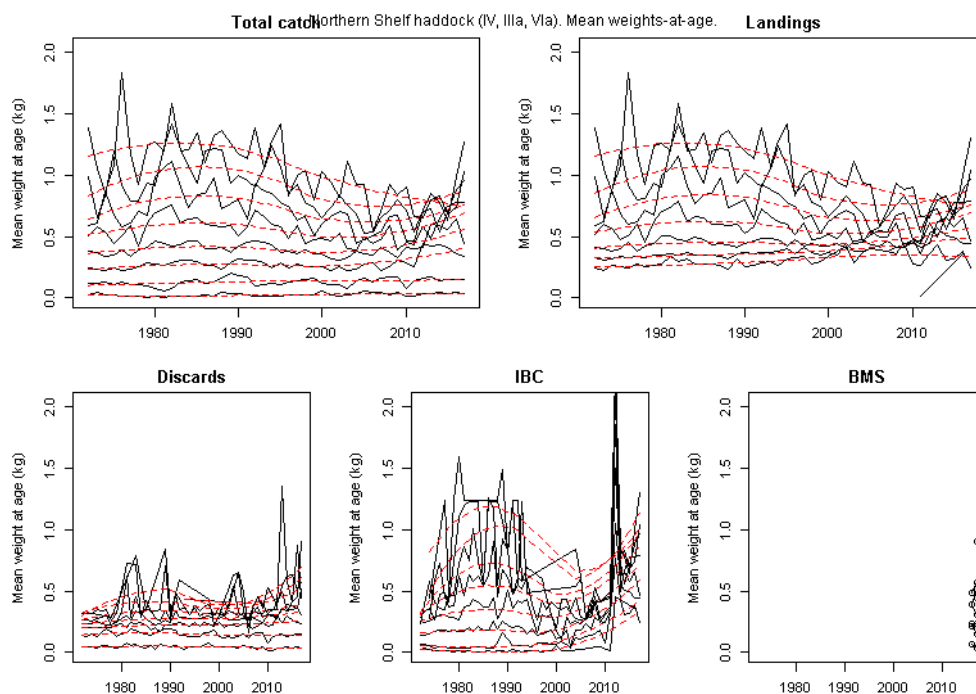 Northern Shelf haddock (IV, IIIa, VIa). Mean weights-at-age.
Total catch
Mean weight at age (kg)
2.0
1.5
1.0
0.5
0.0
1980 1990 2000 2010
Landings
Mean weight at age (kg)
2.0
1.5
1.0
0.5
0.0
1980 1990 2000 2010
Discards
Mean weight at age (kg)
2.0
1.5
1.0
0.5
0.0
1980 1990 2000 2010
IBC
Mean weight at age (kg)
2.0
1.5
1.0
0.5
0.0
1980 1990 2000 2010
BMS
Mean weight at age (kg)
2.0
1.5
1.0
0.5
0.0
1980 1990 2000 2010